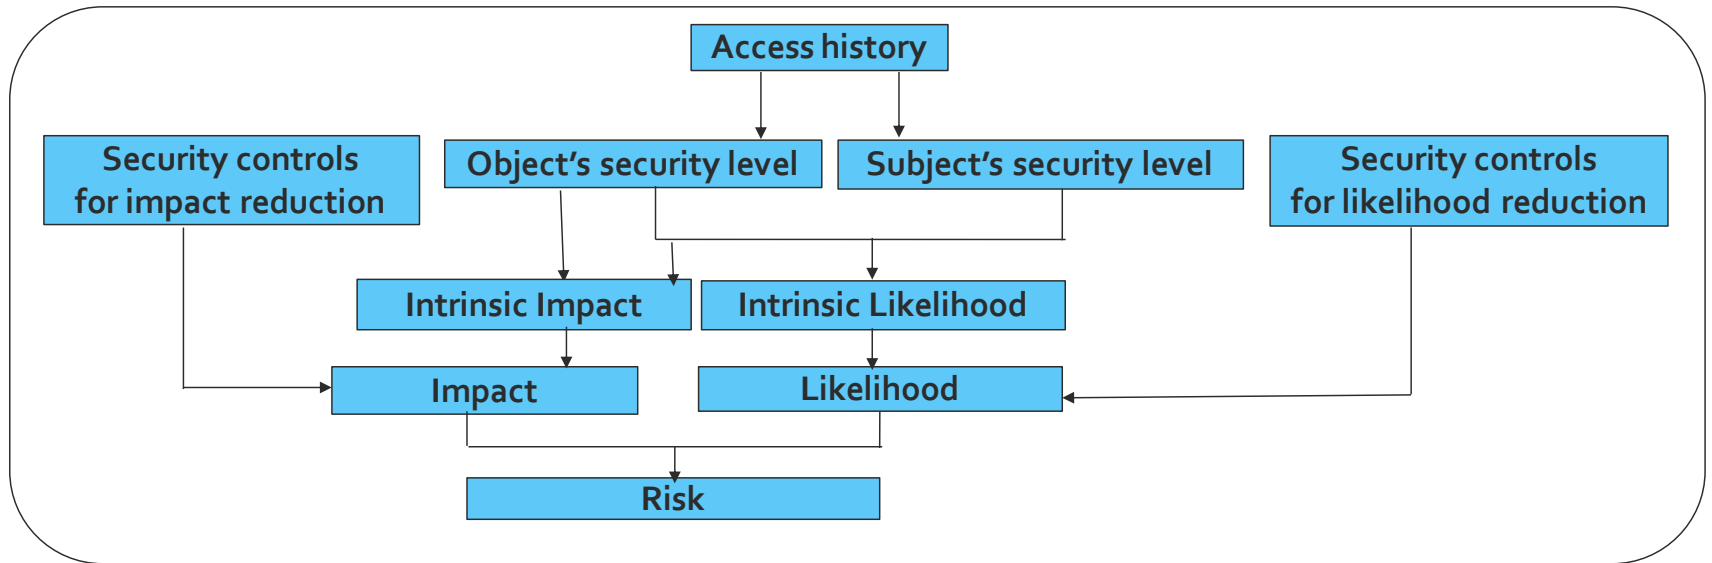 Access history
Security controls
for impact reduction
Object's security level
Subject's security level
Security controls
for likelihood reduction
Intrinsic Impact
Intrinsic Likelihood
Impact
Likelihood
Risk